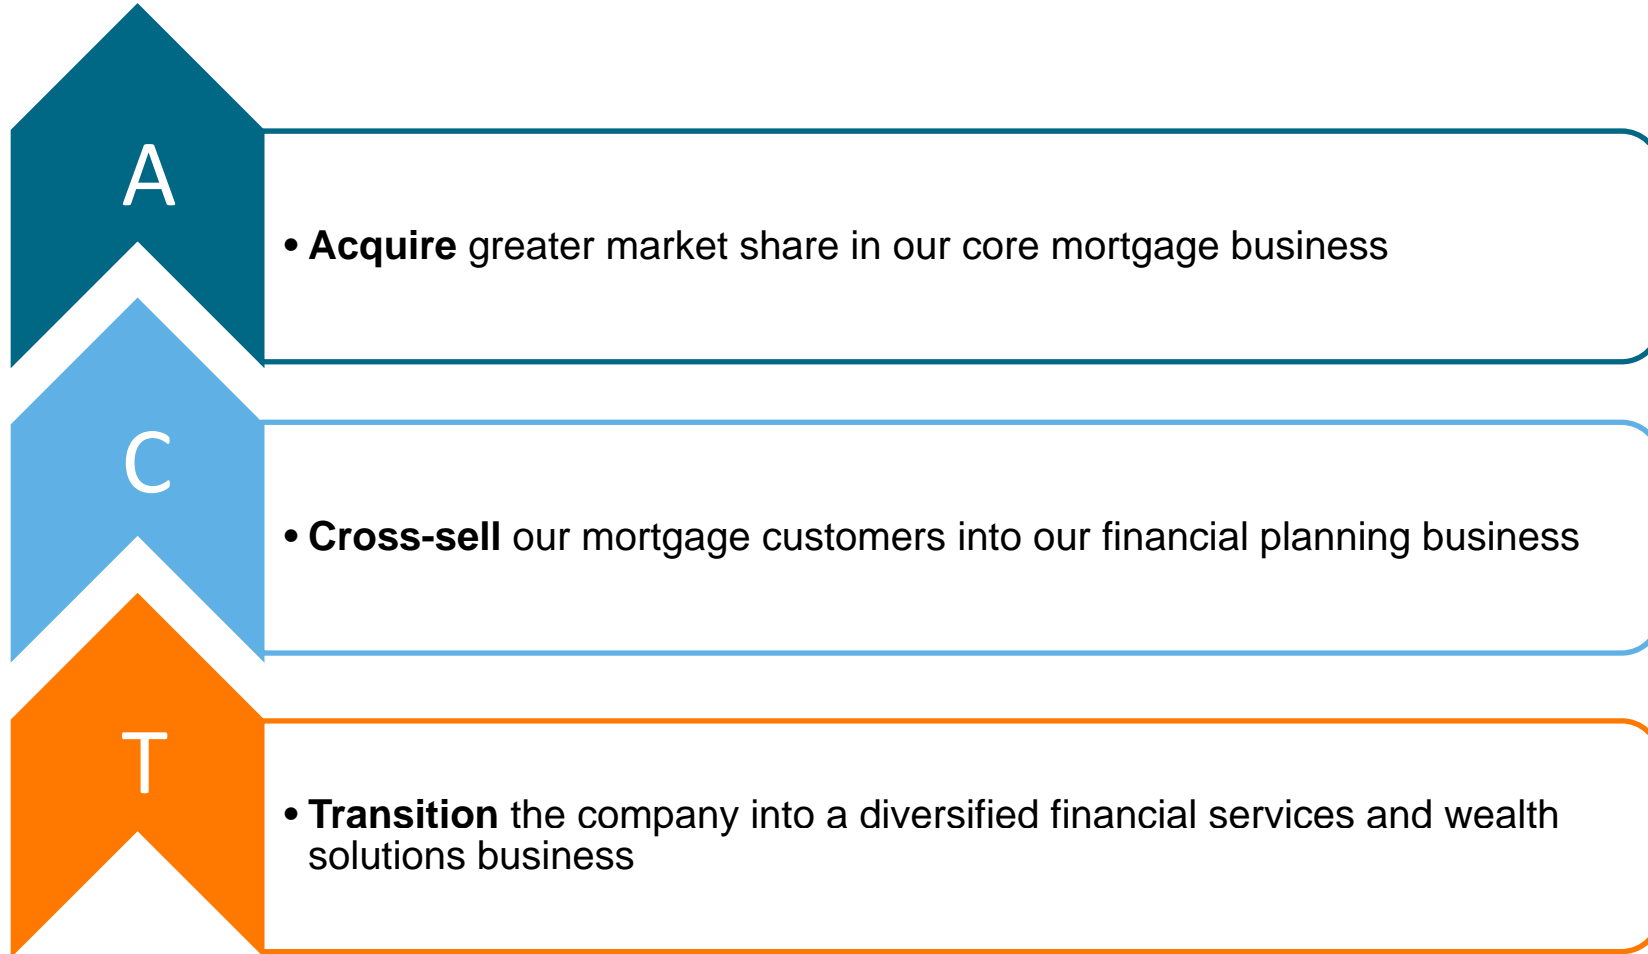 A
• Acquire greater market share in our core mortgage business
C
• Cross-sell our mortgage customers into our financial planning business
T
• Transition the company into a diversified financial services and wealth
solutions business